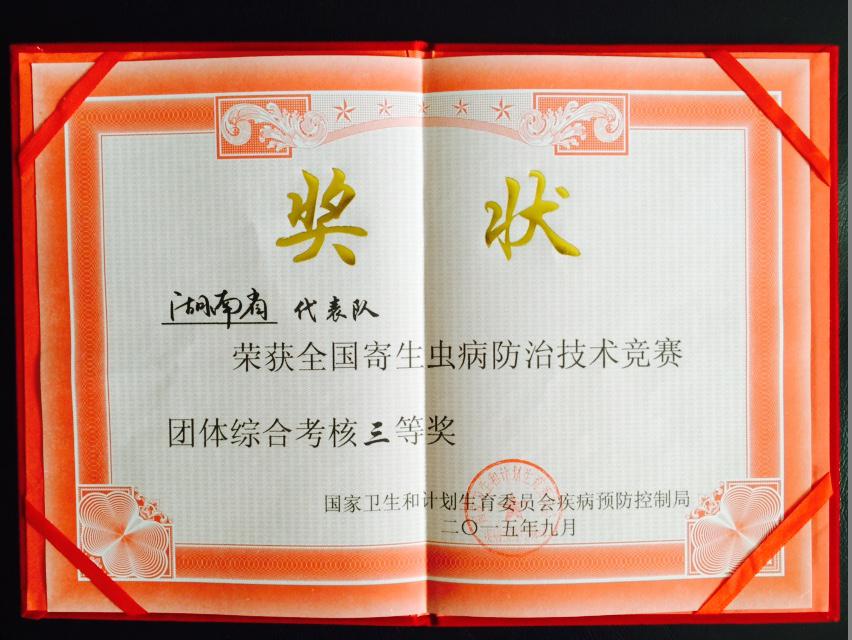 奖 状
湖南省 代表队
荣获全国寄生虫病防治技术竞赛
团体综合考核三等奖
国家卫生和计划生育委员会疾病预防控制局
二〇一五年九月